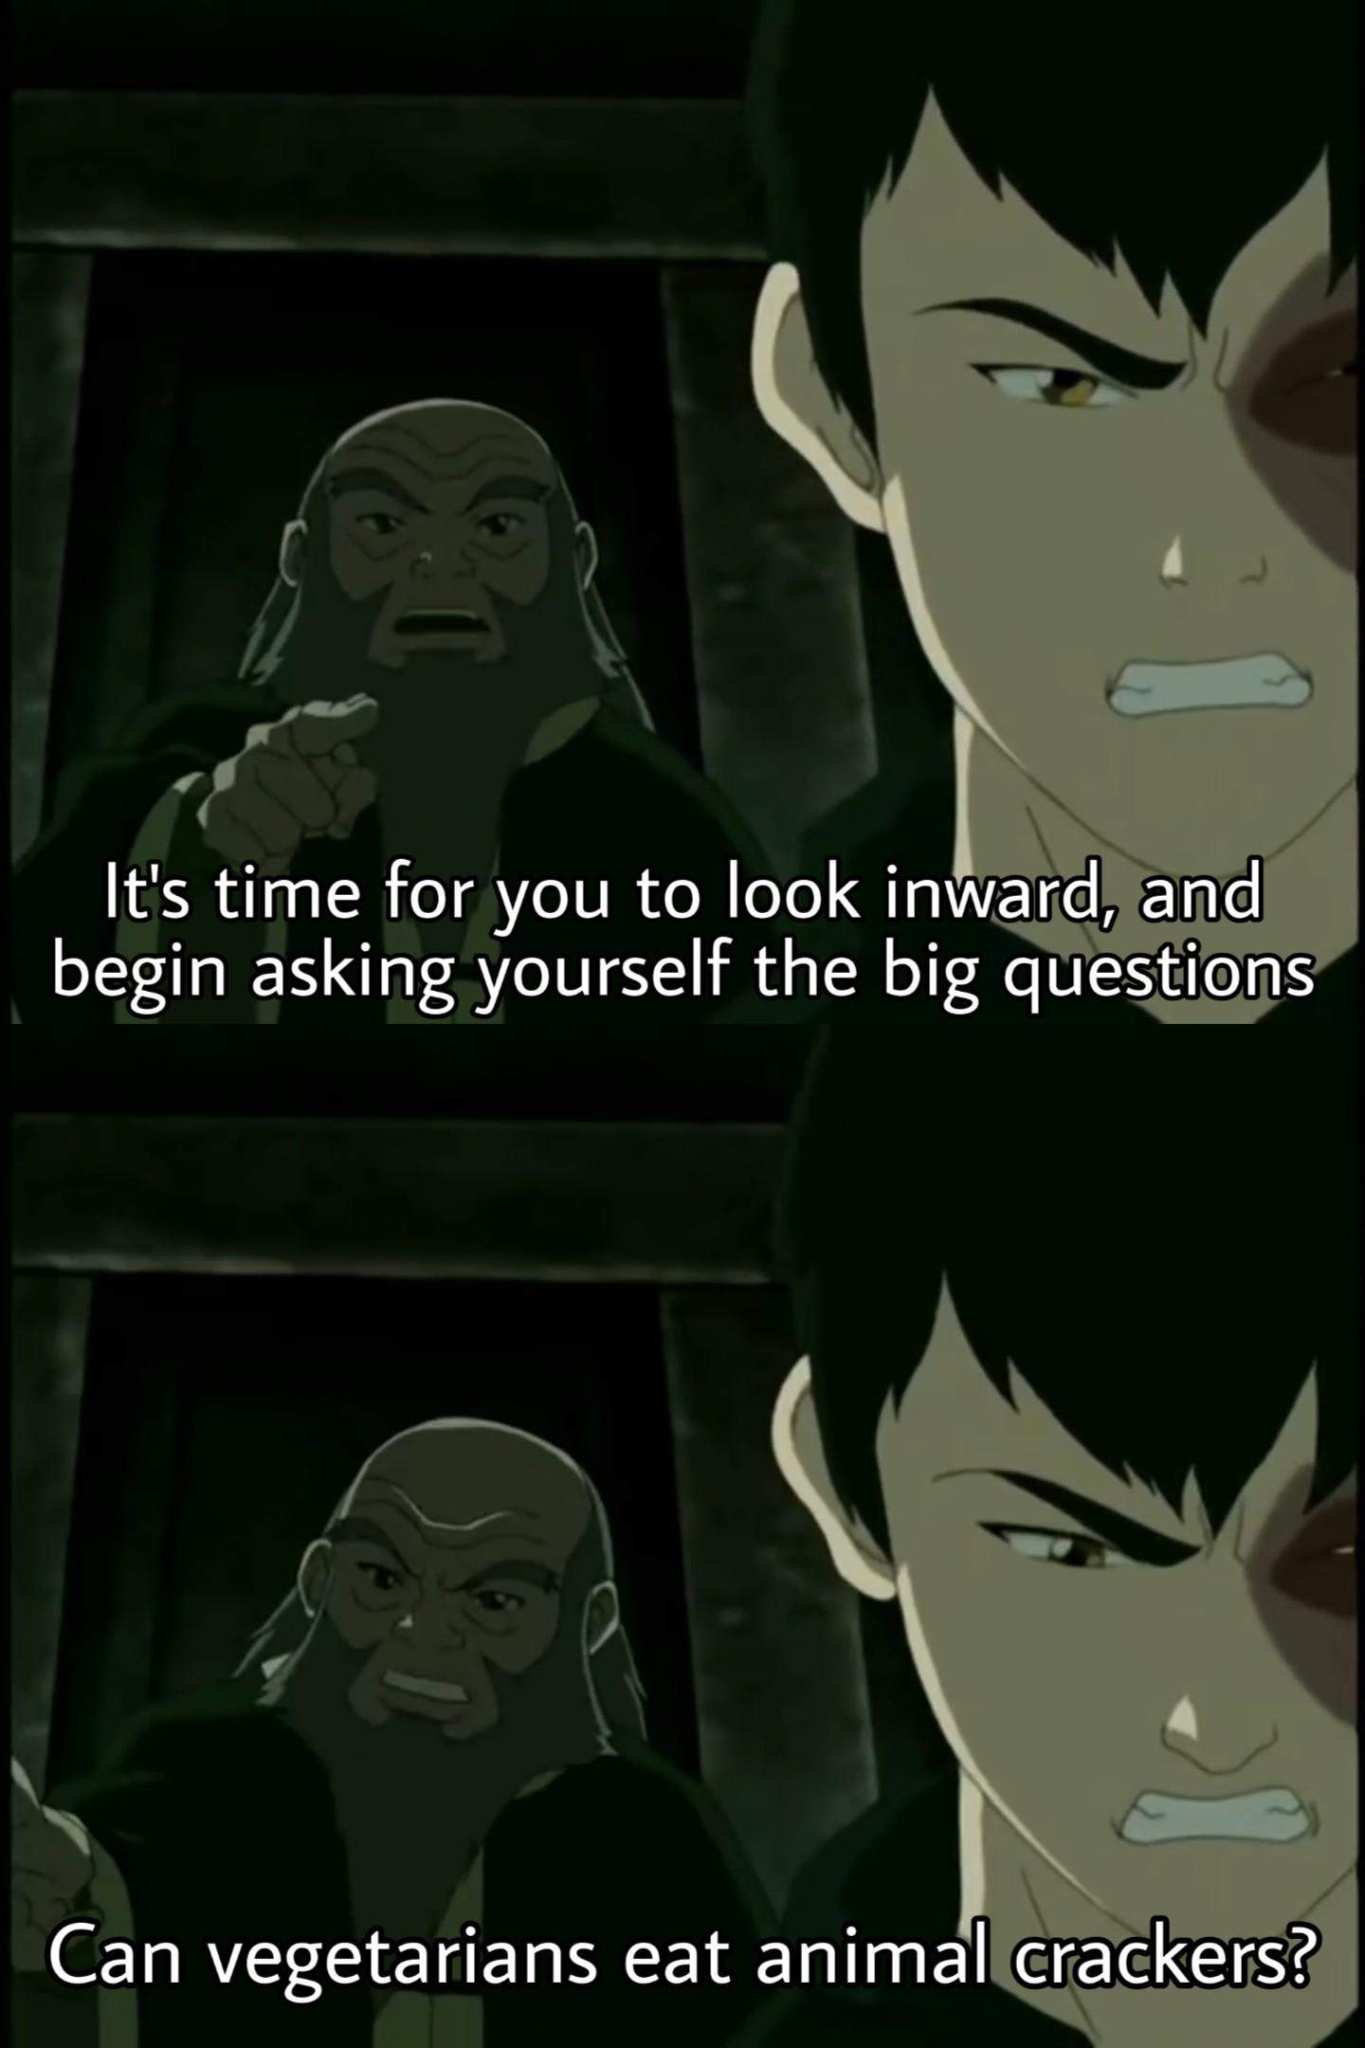 It's time for you to look inward, and
begin asking yourself the big questions
Can vegetarians eat animal crackers?